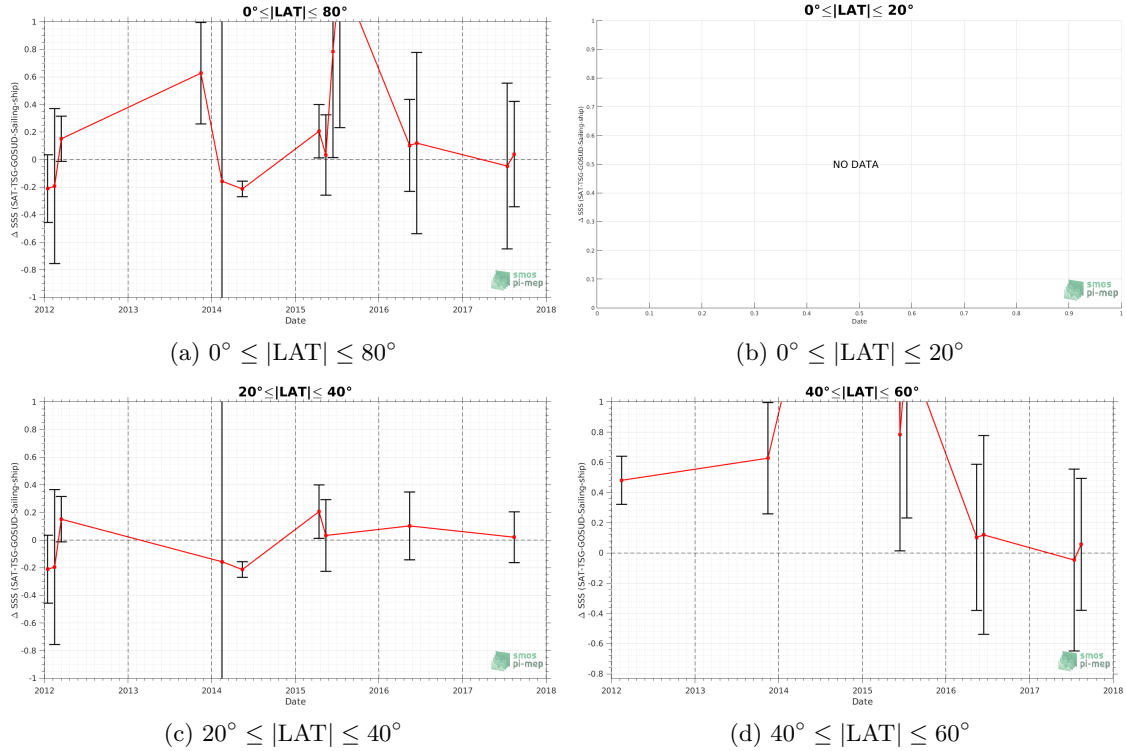 0°≤|LAT|≤ 80°
Δ SSS (SAT-TSG-GOSUD-Sailing-ship)
1
0.8
0.6
0.4
0.2
0
-0.2
-0.4
-0.6
-0.8
-1
2012 2013 2014 2015 2016 2017 2018
Date
smos
pi-mep
(a) 0° ≤ |LAT| ≤ 80°
0°≤|LAT|≤ 20°
Δ SSS (SAT-TSG-GOSUD-Sailing-ship)
1
0.9
0.8
0.7
0.6
0.5
0.4
0.3
0.2
0.1
0
NO DATA
0 0.1 0.2 0.3 0.4 0.5 0.6 0.7 0.8 0.9 1
Date
smos
pi-mep
(b) 0° ≤ |LAT| ≤ 20°
20°≤|LAT|≤ 40°
Δ SSS (SAT-TSG-GOSUD-Sailing-ship)
1
0.8
0.6
0.4
0.2
0
-0.2
-0.4
-0.6
-0.8
-1
2012 2013 2014 2015 2016 2017 2018
Date
smos
pi-mep
(c) 20° ≤ |LAT| ≤ 40°
40°≤|LAT|≤ 60°
Δ SSS (SAT-TSG-GOSUD-Sailing-ship)
1
0.8
0.6
0.4
0.2
0
-0.2
-0.4
-0.6
-0.8
2012 2013 2014 2015 2016 2017 2018
Date
smos
pi-mep
(d) 40° ≤ |LAT| ≤ 60°